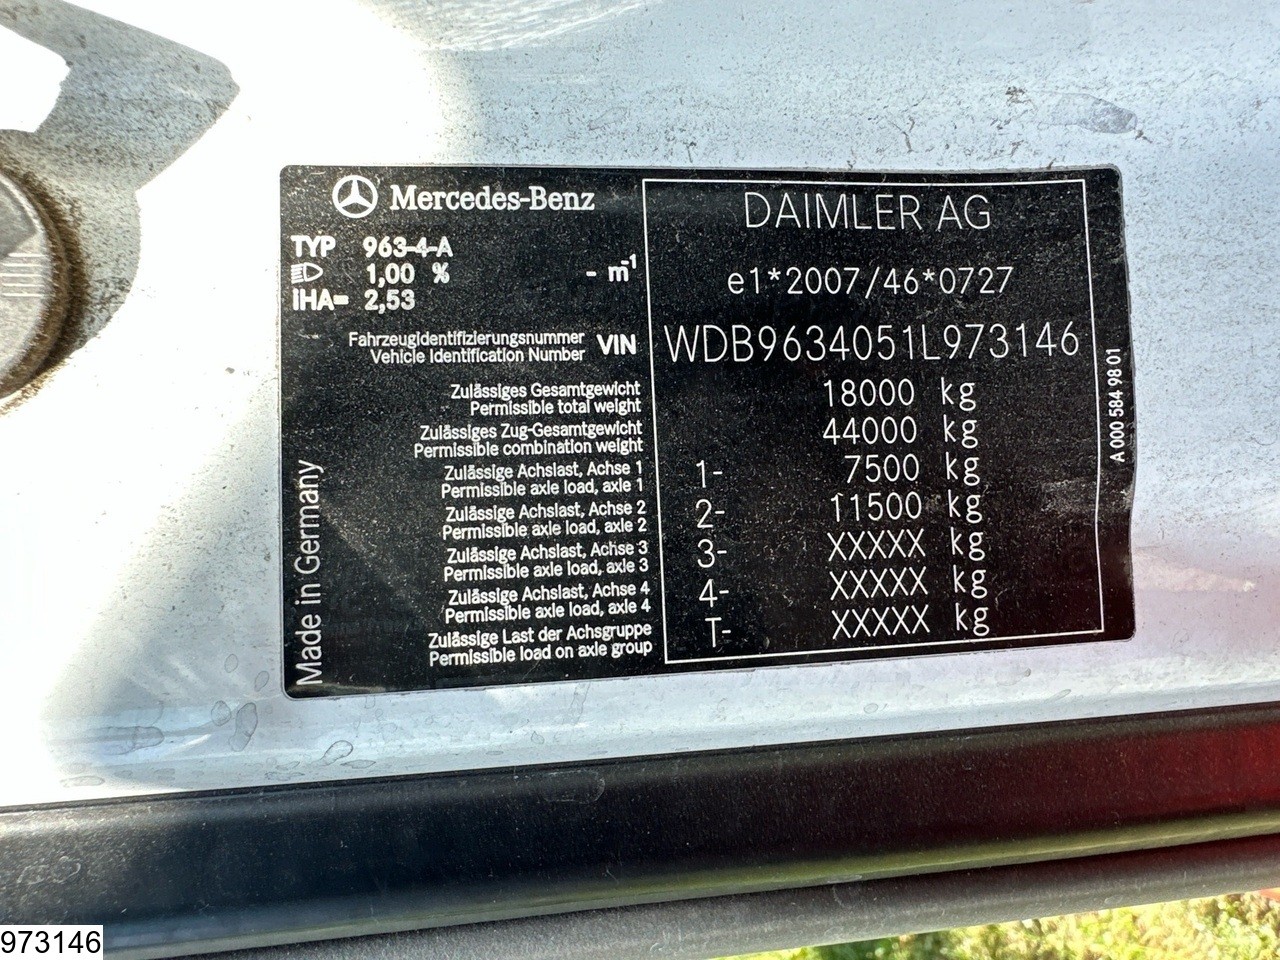 Mercedes-Benz
TYP 963-4-A
1,00 % - m-1
IHA= 2,53
DAIMLER AG
e1*2007/46*0727
Fahrzeugidentifizierungsnummer
Vehicle Identification Number
VIN WDB9634051L973146
Zulässiges Gesamtgewicht
Permissible total weight
18000 kg
Zulässiges Zug-Gesamtgewicht
Permissible combination weight
44000 kg
Zulässige Achslast, Achse 1
Permissible axle load, axle 1
1- 7500 kg
Zulässige Achslast, Achse 2
Permissible axle load, axle 2
2- 11500 kg
Zulässige Achslast, Achse 3
Permissible axle load, axle 3
3- XXXXX kg
Zulässige Achslast, Achse 4
Permissible axle load, axle 4
4- XXXXX kg
Zulässige Last der Achsgruppe
Permissible load on axle group
T- XXXXX kg
Made in Germany
A 000 584 98 01
973146